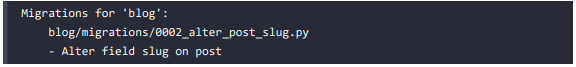 Migrations for 'blog':
blog/migrations/0002_alter_post_slug.py
- Alter field slug on post